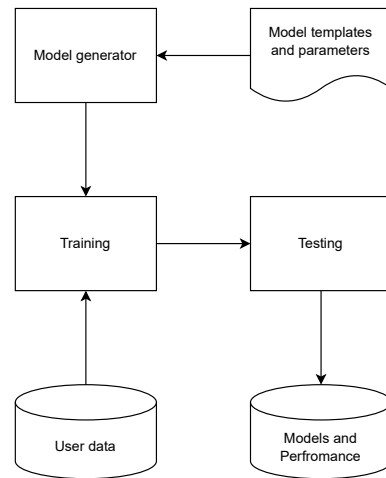 Model generator
Model templates
and parameters
Training
Testing
User data
Models and
Perfromance